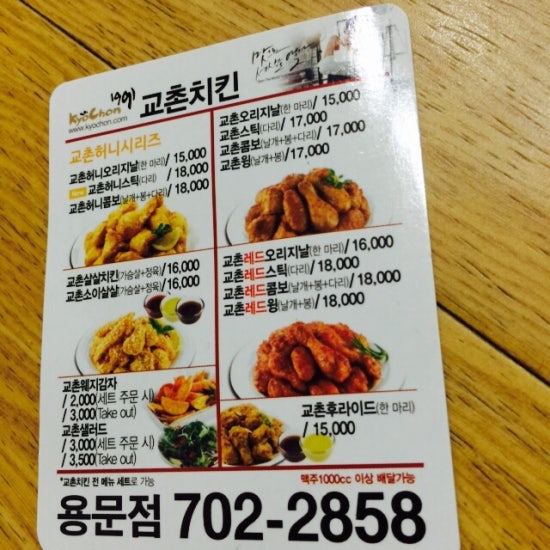 1991
KyoChon
www.kyochon.com
교촌치킨
교촌허니시리즈
교촌허니오리지날(한 마리)/ 15,000
교촌허니스틱(다리) / 18,000
교촌허니콤보(날개+봉+다리)/ 18,000
교촌살살치킨(가슴살+정육)/16,000
교촌소이살살(가슴살+정육)/16,000
교촌웨지감자
/ 2,000(세트 주문 시)
/ 3,000(Take out)
교촌샐러드
/ 3,000(세트 주문 시)
/ 3,500(Take out)
*교촌치킨 전 메뉴 세트로 가능
교촌오리지날(한 마리)/ 15,000
교촌스틱(다리)/ 17,000
교촌콤보(날개+봉+다리)/ 17,000
교촌윙(날개+봉)/17,000
교촌레드오리지날(한 마리)/ 16,000
교촌레드스틱(다리)/ 18,000
교촌레드콤보(날개+봉+다리)/ 18,000
교촌레드윙(날개+봉)/ 18,000
교촌후라이드(한 마리)
/ 15,000
맥주1000cc 이상 배달가능
용문점 702-2858